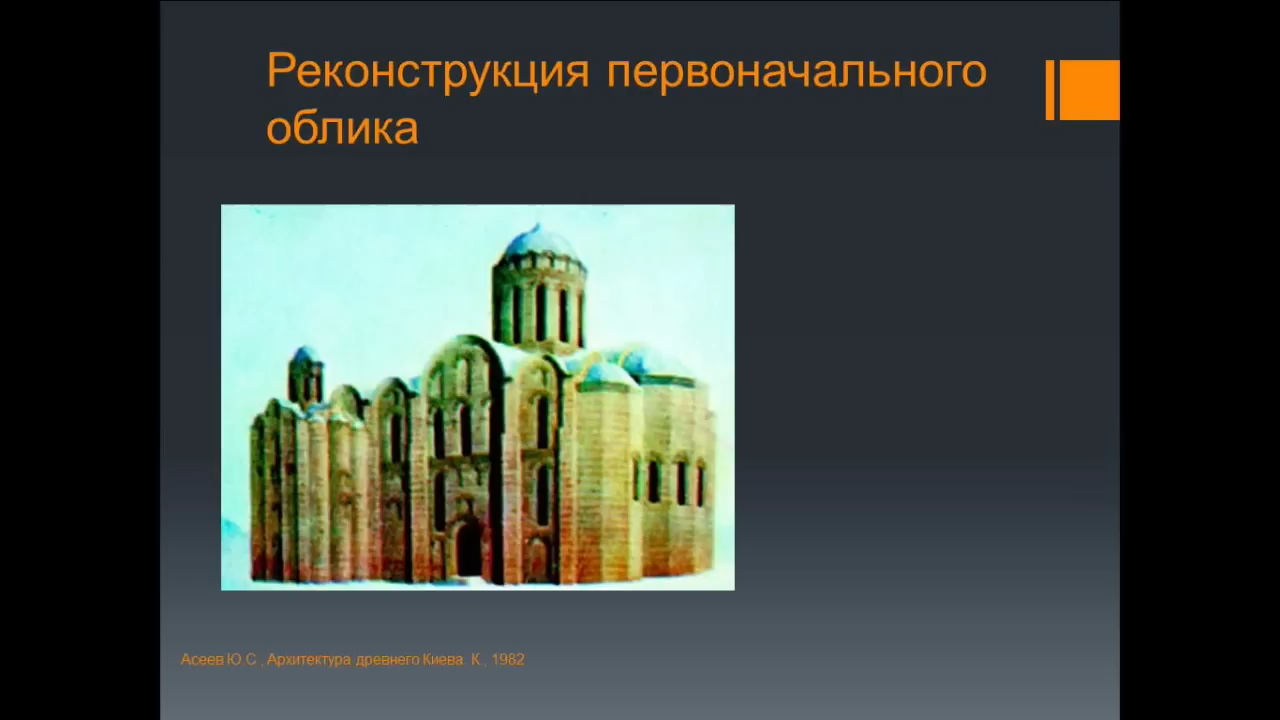 Реконструкция первоначального
облика
Асеев Ю.С., Архитектура древнего Киева. К., 1982